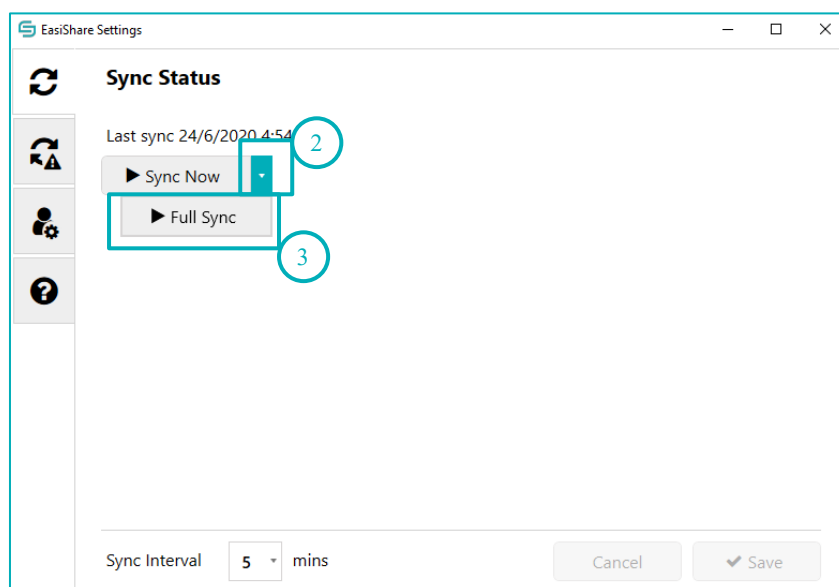 EasiShare Settings
Sync Status
Last sync 24/6/2020 4:54
2
Sync Now
Full Sync
3
Sync Interval 5 mins
Cancel
Save